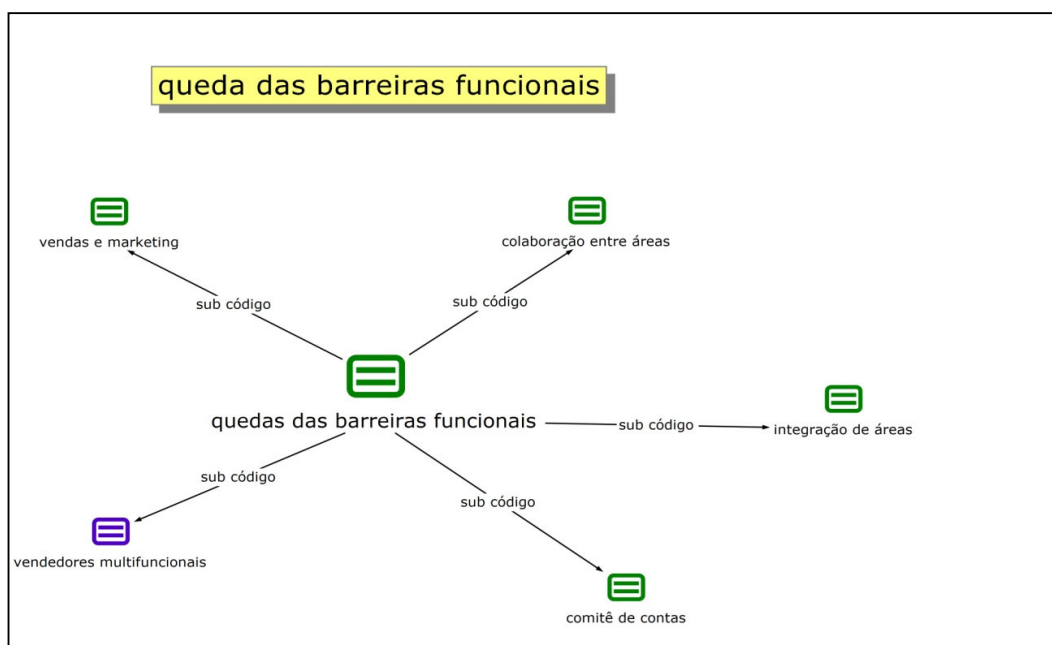 queda das barreiras funcionais
vendas e marketing
colaboração entre áreas
sub código
sub código
quedas das barreiras funcionais
sub código
integração de áreas
sub código
sub código
vendedores multifuncionais
comitê de contas